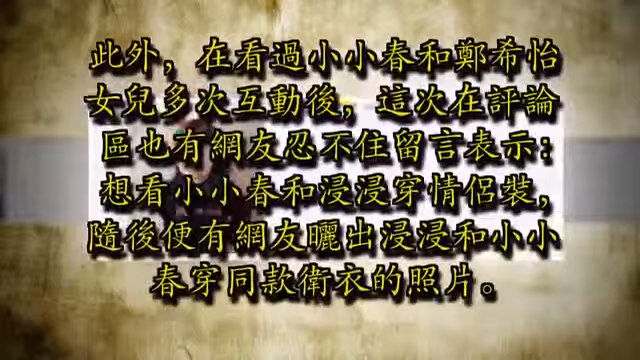 此外，在看過小小春和鄭希怡
女兒多次互動後，這次在評論
區也有網友忍不住留言表示：
想看小小春和浸浸穿情侶裝，
隨後便有網友曬出浸浸和小小
春穿同款衛衣的照片。